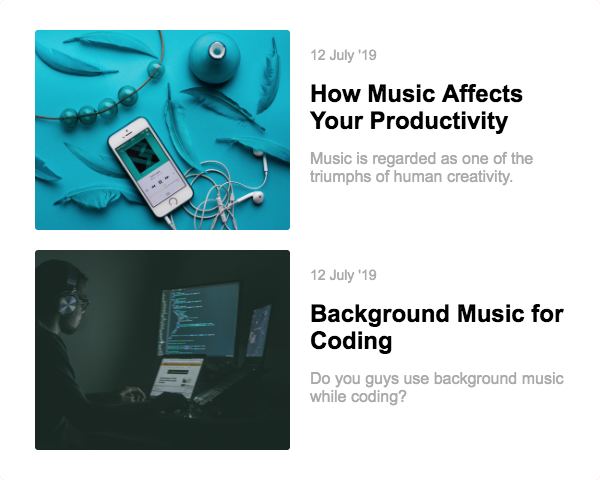 12 July '19
How Music Affects
Your Productivity
Music is regarded as one of the
triumphs of human creativity.
12 July '19
Background Music for
Coding
Do you guys use background music
while coding?